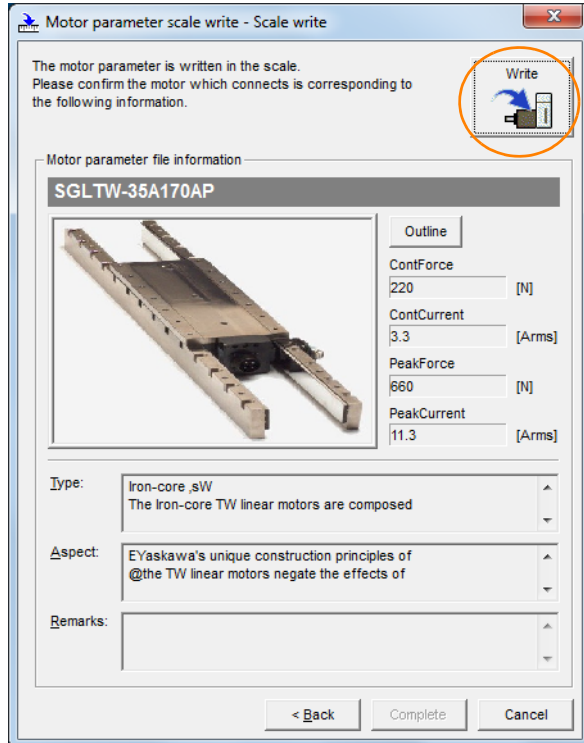 Motor parameter scale write - Scale write
The motor parameter is written in the scale.
Please confirm the motor which connects is corresponding to
the following information.
Write
Motor parameter file information
SGLTW-35A170AP
Outline
ContForce
220 [N]
ContCurrent
3.3 [Arms]
PeakForce
660 [N]
PeakCurrent
11.3 [Arms]
Type:
Iron-core ,sW
The Iron-core TW linear motors are composed
Aspect:
EYaskawa's unique construction principles of
@the TW linear motors negate the effects of
Remarks:
< Back
Complete
Cancel